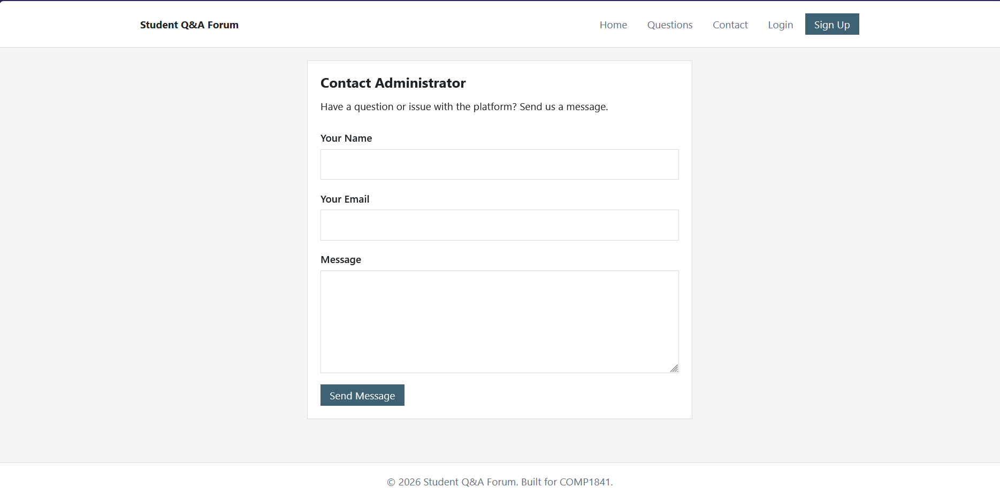 Student Q&A Forum
Home
Questions
Contact
Login
Sign Up
Contact Administrator
Have a question or issue with the platform? Send us a message.
Your Name
Your Email
Message
Send Message
© 2026 Student Q&A Forum. Built for COMP1841.